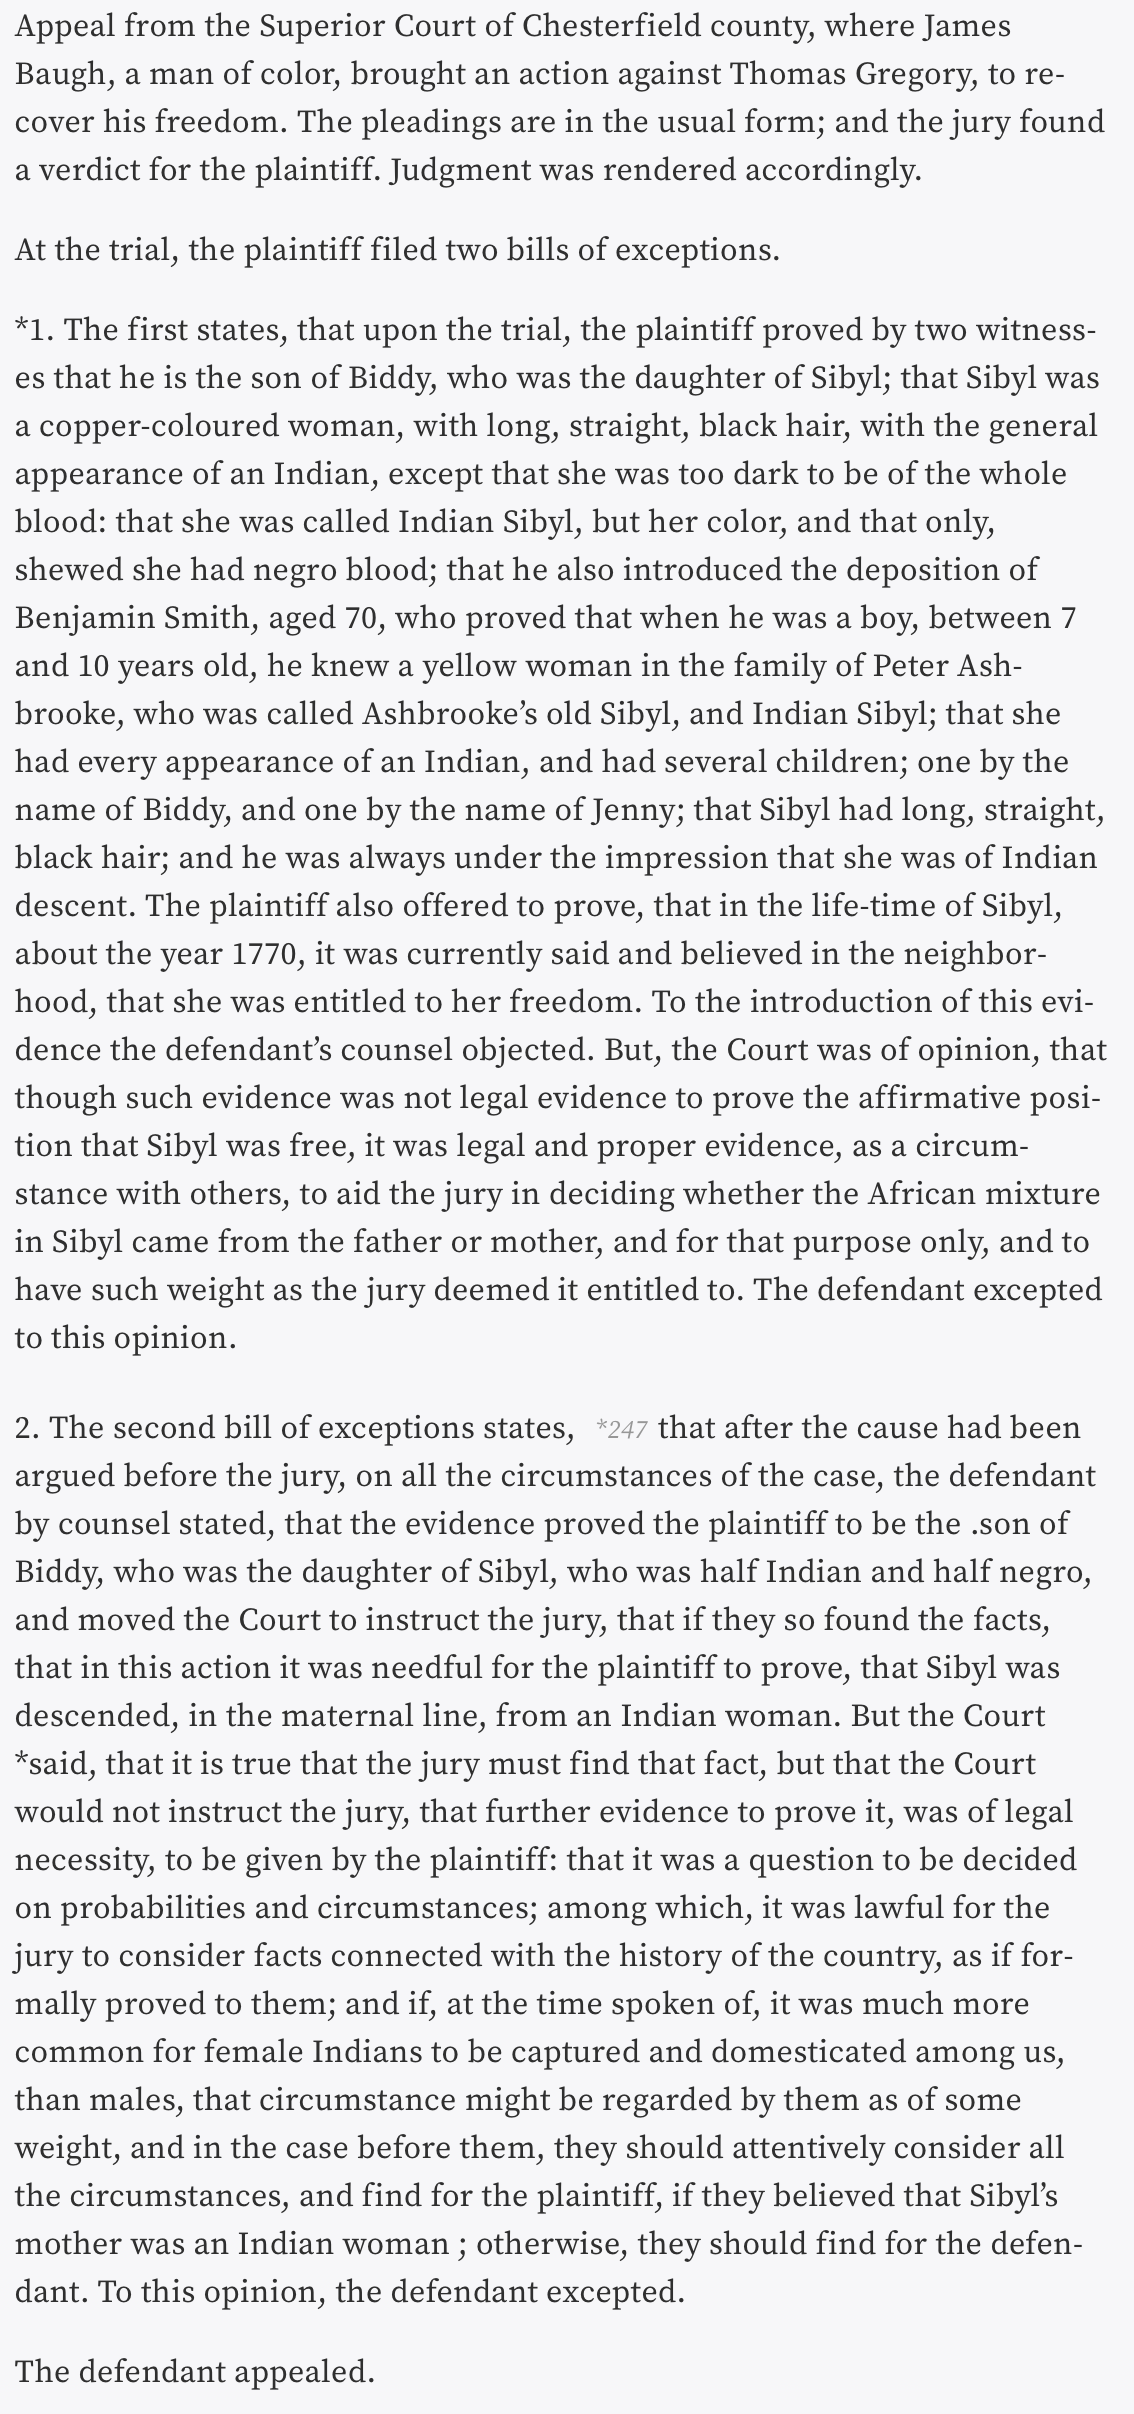 Appeal from the Superior Court of Chesterfield county, where James
Baugh, a man of color, brought an action against Thomas Gregory, to re-
cover his freedom. The pleadings are in the usual form; and the jury found
a verdict for the plaintiff. Judgment was rendered accordingly.
At the trial, the plaintiff filed two bills of exceptions.
*1. The first states, that upon the trial, the plaintiff proved by two witness-
es that he is the son of Biddy, who was the daughter of Sibyl; that Sibyl was
a copper-coloured woman, with long, straight, black hair, with the general
appearance of an Indian, except that she was too dark to be of the whole
blood: that she was called Indian Sibyl, but her color, and that only,
shewed she had negro blood; that he also introduced the deposition of
Benjamin Smith, aged 70, who proved that when he was a boy, between 7
and 10 years old, he knew a yellow woman in the family of Peter Ash-
brooke, who was called Ashbrooke’s old Sibyl, and Indian Sibyl; that she
had every appearance of an Indian, and had several children; one by the
name of Biddy, and one by the name of Jenny; that Sibyl had long, straight,
black hair; and he was always under the impression that she was of Indian
descent. The plaintiff also offered to prove, that in the life-time of Sibyl,
about the year 1770, it was currently said and believed in the neighbor-
hood, that she was entitled to her freedom. To the introduction of this evi-
dence the defendant’s counsel objected. But, the Court was of opinion, that
though such evidence was not legal evidence to prove the affirmative posi-
tion that Sibyl was free, it was legal and proper evidence, as a circum-
stance with others, to aid the jury in deciding whether the African mixture
in Sibyl came from the father or mother, and for that purpose only, and to
have such weight as the jury deemed it entitled to. The defendant excepted
to this opinion.
2. The second bill of exceptions states, *247 that after the cause had been
argued before the jury, on all the circumstances of the case, the defendant
by counsel stated, that the evidence proved the plaintiff to be the .son of
Biddy, who was the daughter of Sibyl, who was half Indian and half negro,
and moved the Court to instruct the jury, that if they so found the facts,
that in this action it was needful for the plaintiff to prove, that Sibyl was
descended, in the maternal line, from an Indian woman. But the Court
*said, that it is true that the jury must find that fact, but that the Court
would not instruct the jury, that further evidence to prove it, was of legal
necessity, to be given by the plaintiff: that it was a question to be decided
on probabilities and circumstances; among which, it was lawful for the
jury to consider facts connected with the history of the country, as if for-
mally proved to them; and if, at the time spoken of, it was much more
common for female Indians to be captured and domesticated among us,
than males, that circumstance might be regarded by them as of some
weight, and in the case before them, they should attentively consider all
the circumstances, and find for the plaintiff, if they believed that Sibyl’s
mother was an Indian woman ; otherwise, they should find for the defen-
dant. To this opinion, the defendant excepted.
The defendant appealed.